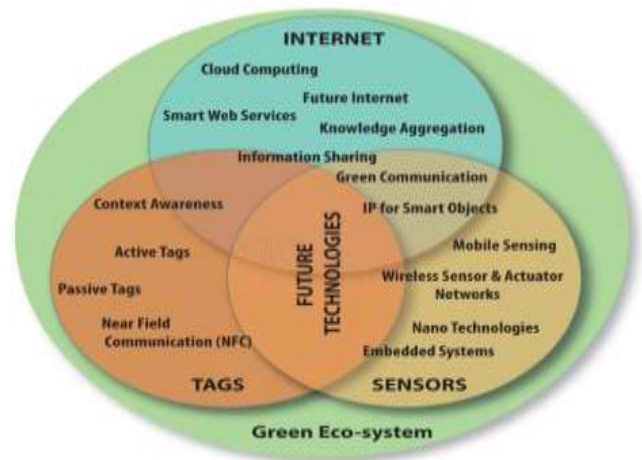 INTERNET
Cloud Computing
Future Internet
Smart Web Services
Knowledge Aggregation
Information Sharing
Green Communication
Context Awareness
IP for Smart Objects
Active Tags
Mobile Sensing
FUTURE
TECHNOLOGIES
Passive Tags
Wireless Sensor & Actuator
Networks
Near Field
Communication (NFC)
Nano Technologies
Embedded Systems
TAGS
SENSORS
Green Eco-system